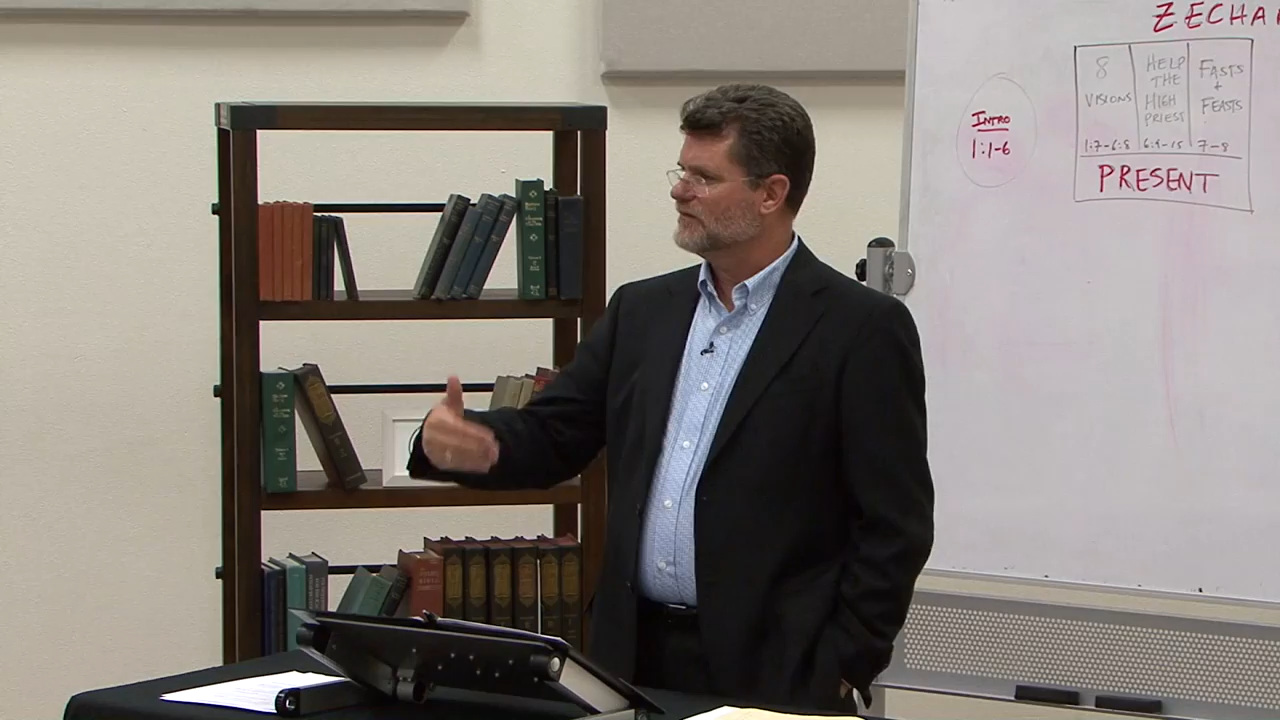 ZECHA
INTRO
1:1-6
8
VISIONS
1:7-6:8
HELP
THE
HIGH
PRIEST
6:9-15
FASTS
+
FEASTS
7-8
PRESENT